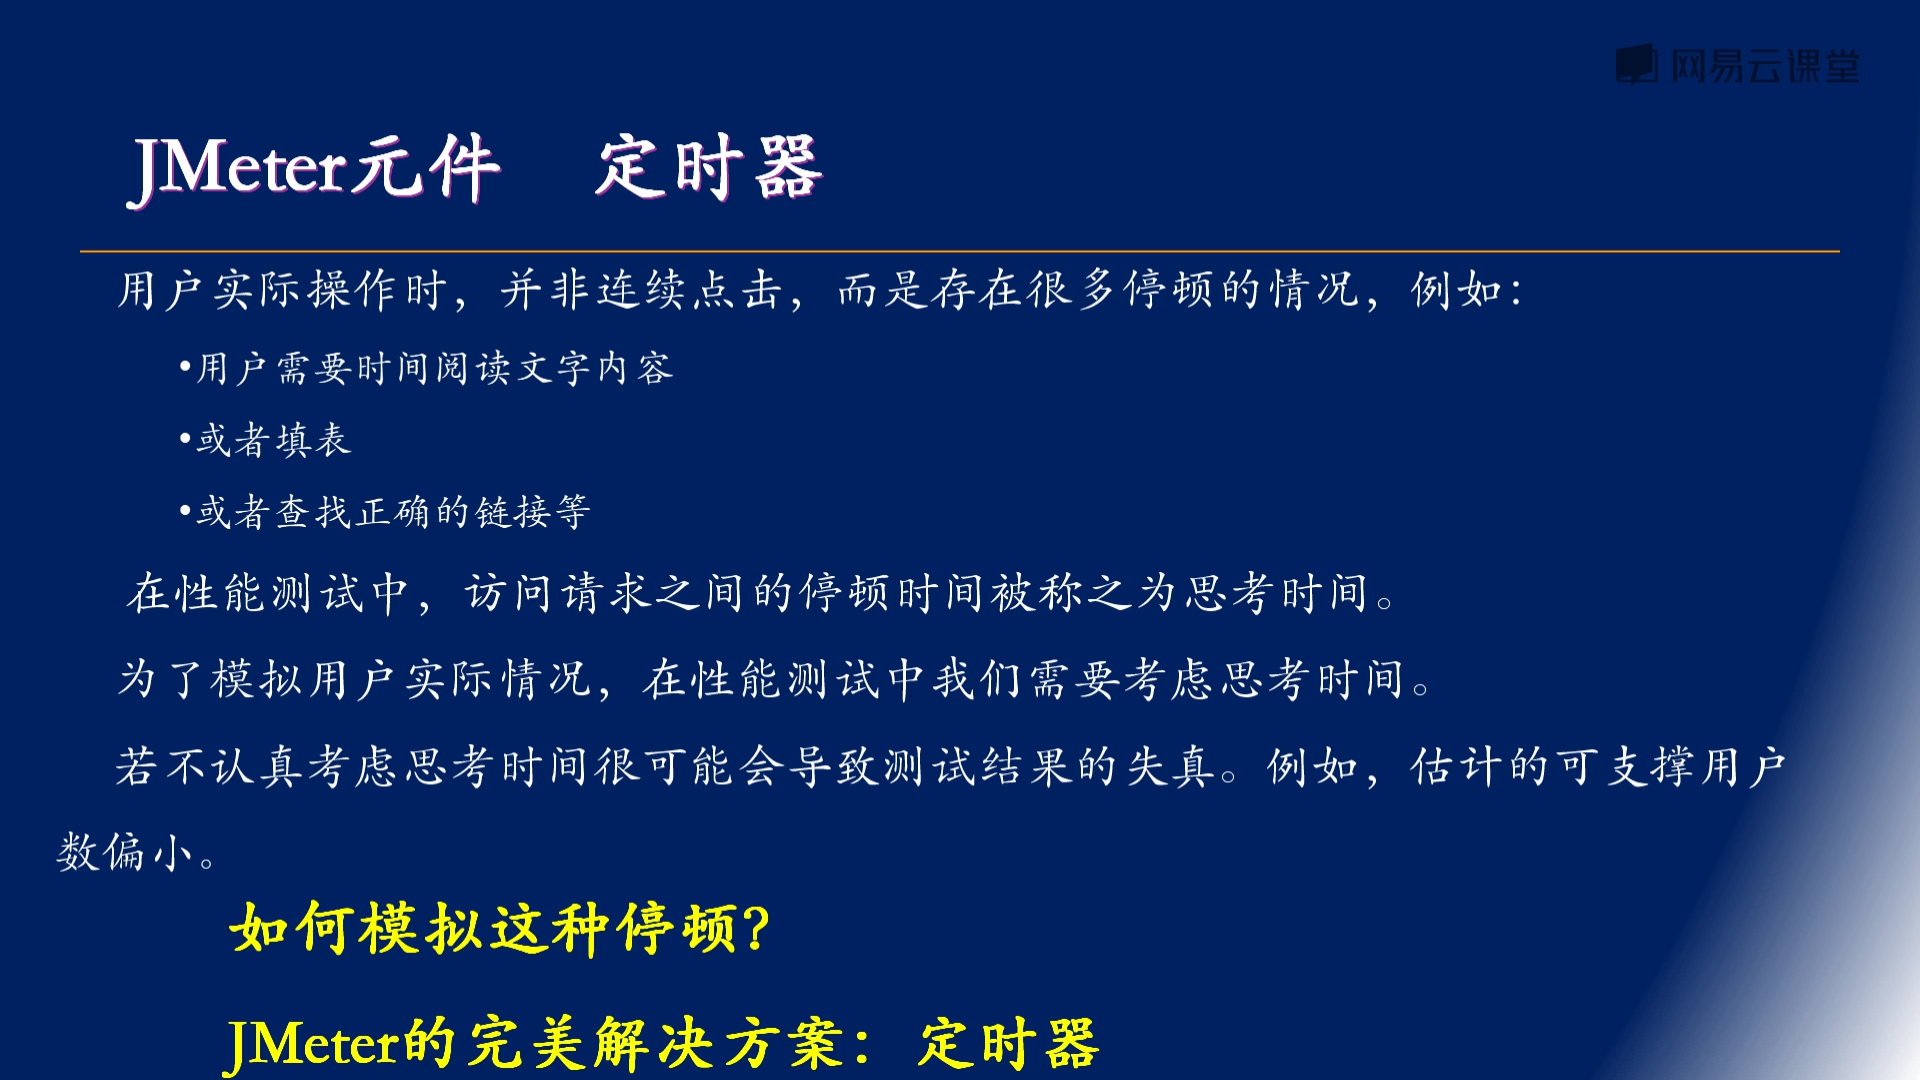 网易云课堂
JMeter元件 定时器
用户实际操作时，并非连续点击，而是存在很多停顿的情况，例如：
•用户需要时间阅读文字内容
•或者填表
•或者查找正确的链接等
在性能测试中，访问请求之间的停顿时间被称之为思考时间。
为了模拟用户实际情况，在性能测试中我们需要考虑思考时间。
若不认真考虑思考时间很可能会导致测试结果的失真。例如，估计的可支撑用户
数偏小。
如何模拟这种停顿？
JMeter的完美解决方案：定时器